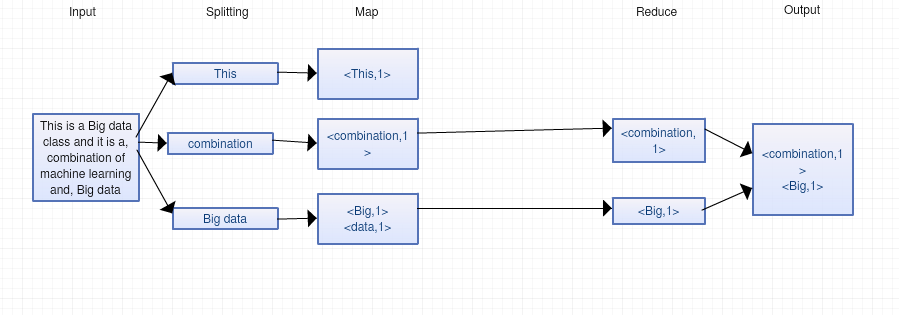 Input
Splitting
Map
Reduce
Output
This is a Big data
class and it is a,
combination of
machine learning
and, Big data
This
combination
Big data
<This,1>
<combination,1
>
<Big,1>
<data,1>
<combination,
1>
<Big,1>
<combination,1
>
<Big,1>